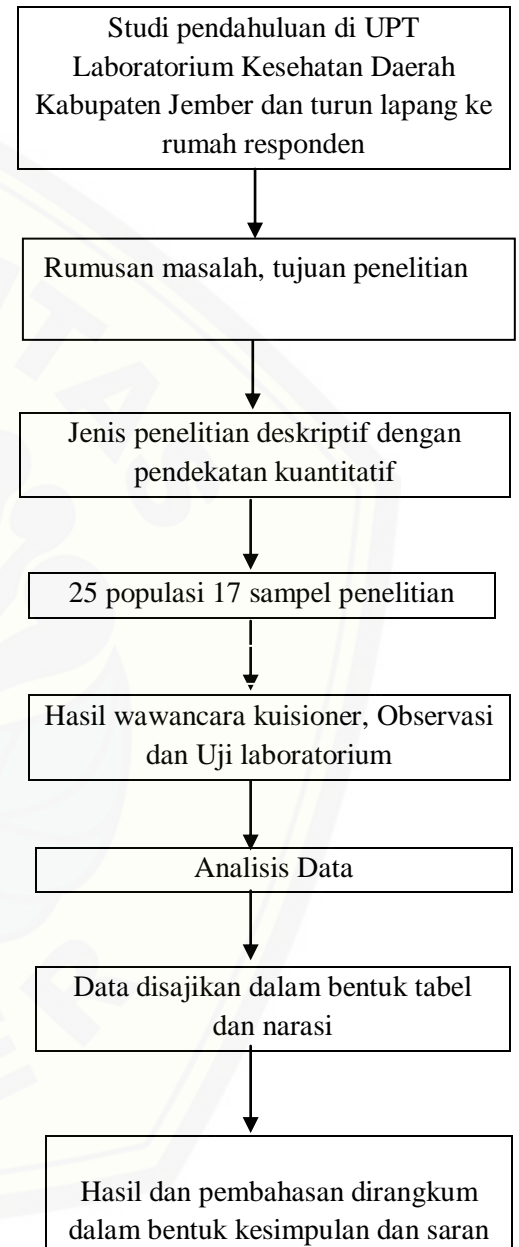 Studi pendahuluan di UPT
Laboratorium Kesehatan Daerah
Kabupaten Jember dan turun lapang ke
rumah responden
Rumusan masalah, tujuan penelitian
Jenis penelitian deskriptif dengan
pendekatan kuantitatif
25 populasi 17 sampel penelitian
Hasil wawancara kuisioner, Observasi
dan Uji laboratorium
Analisis Data
Data disajikan dalam bentuk tabel
dan narasi
Hasil dan pembahasan dirangkum
dalam bentuk kesimpulan dan saran